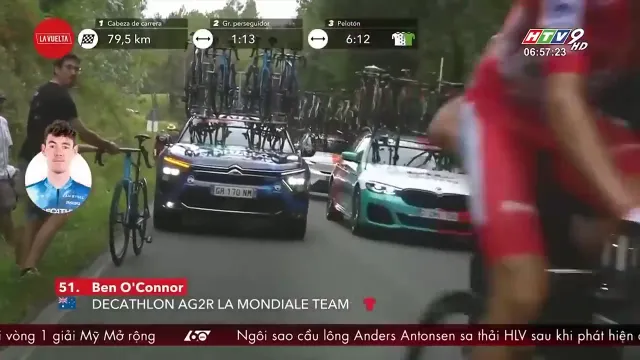 LA VUELTA
1 Cabeza de carrera
79,5 km
2 Gr. perseguidor
1:13
3 Pelotón
6:12
HTV9 HD
06:57:23
GH 170 NM
51. Ben O'Connor
DECATHLON AG2R LA MONDIALE TEAM
i vòng 1 giải Mỹ Mở rộng
60
Ngôi sao cầu lông Anders Antonsen sa thải HLV sau khi phát hiện